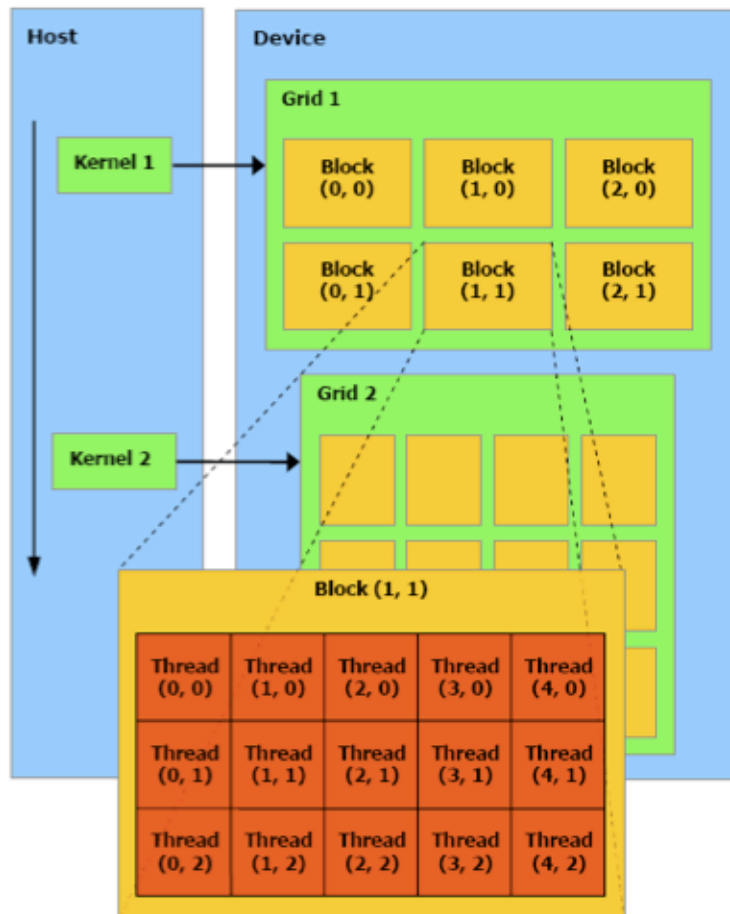 Host
Device
Grid 1
Kernel 1
Block
(0, 0)
Block
(1, 0)
Block
(2, 0)
Block
(0, 1)
Block
(1, 1)
Block
(2, 1)
Grid 2
Kernel 2
Block (1, 1)
Thread
(0, 0)
Thread
(1, 0)
Thread
(2, 0)
Thread
(3, 0)
Thread
(4, 0)
Thread
(0, 1)
Thread
(1, 1)
Thread
(2, 1)
Thread
(3, 1)
Thread
(4, 1)
Thread
(0, 2)
Thread
(1, 2)
Thread
(2, 2)
Thread
(3, 2)
Thread
(4, 2)